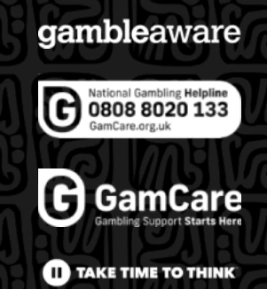 gambleaware
National Gambling Helpline
0808 8020 133
GamCare.org.uk
GamCare
Gambling Support Starts Here
TAKE TIME TO THINK